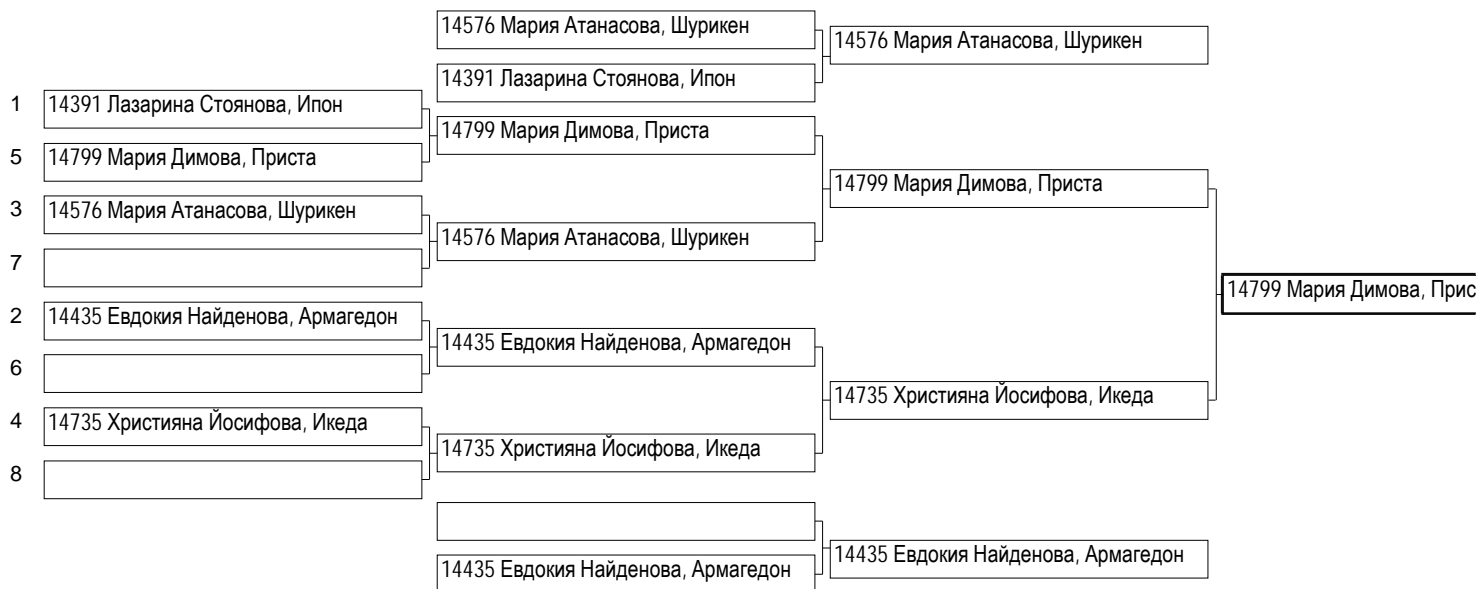 14576 Мария Атанасова, Шурикен
14576 Мария Атанасова, Шурикен
14391 Лазарина Стоянова, Ипон
1 14391 Лазарина Стоянова, Ипон
14799 Мария Димова, Приста
5 14799 Мария Димова, Приста
14799 Мария Димова, Приста
3 14576 Мария Атанасова, Шурикен
14576 Мария Атанасова, Шурикен
7
14799 Мария Димова, Прис
2 14435 Евдокия Найденова, Армагедон
14435 Евдокия Найденова, Армагедон
6
14735 Християна Йосифова, Икеда
4 14735 Християна Йосифова, Икеда
14735 Християна Йосифова, Икеда
8
14435 Евдокия Найденова, Армагедон
14435 Евдокия Найденова, Армагедон